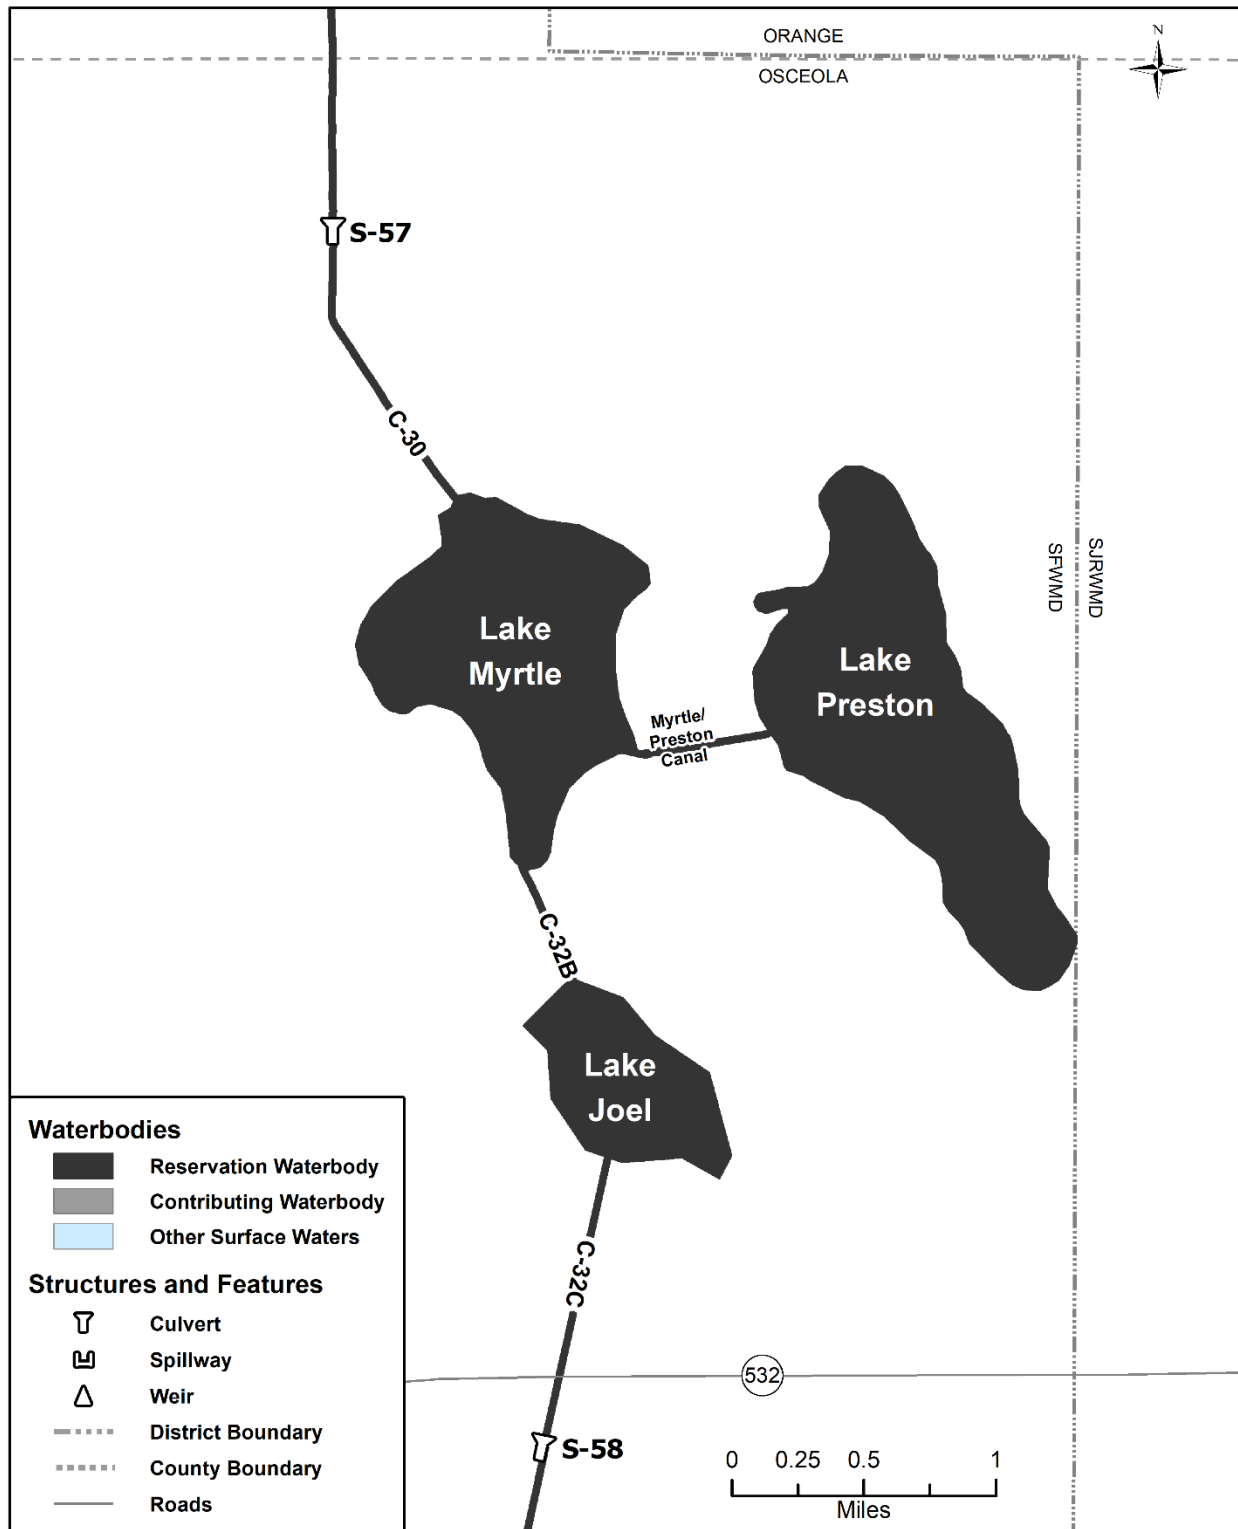 ORANGE
OSCEOLA
N
S-57
C-30
SFWMD
SJRWMD
Lake
Myrtle
Lake
Preston
Myrtle/
Preston
Canal
C-32B
Lake
Joel
C-32C
532
S-58
Waterbodies
Reservation Waterbody
Contributing Waterbody
Other Surface Waters
Structures and Features
Culvert
Spillway
Weir
District Boundary
County Boundary
Roads
0 0.25 0.5 1
Miles